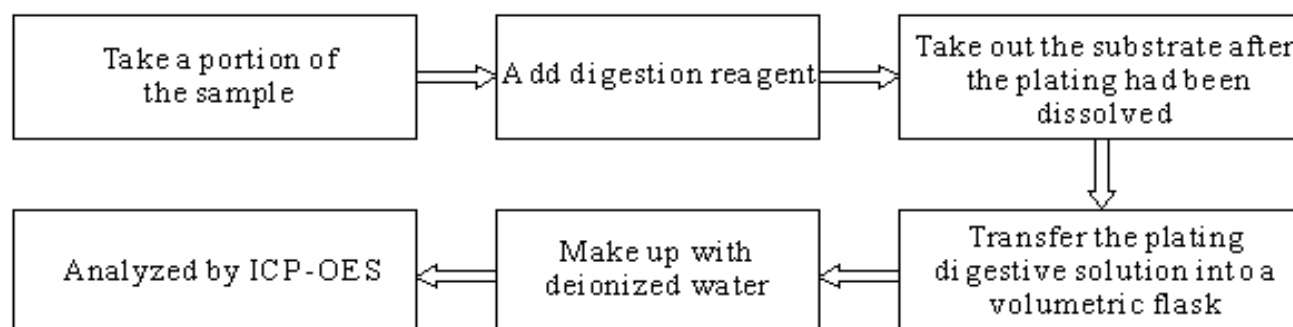 Take a portion of
the sample
Add digestion reagent
Take out the substrate after
the plating had been
dissolved
Transfer the plating
digestive solution into a
volumetric flask
Make up with
deionized water
Analyzed by ICP-OES